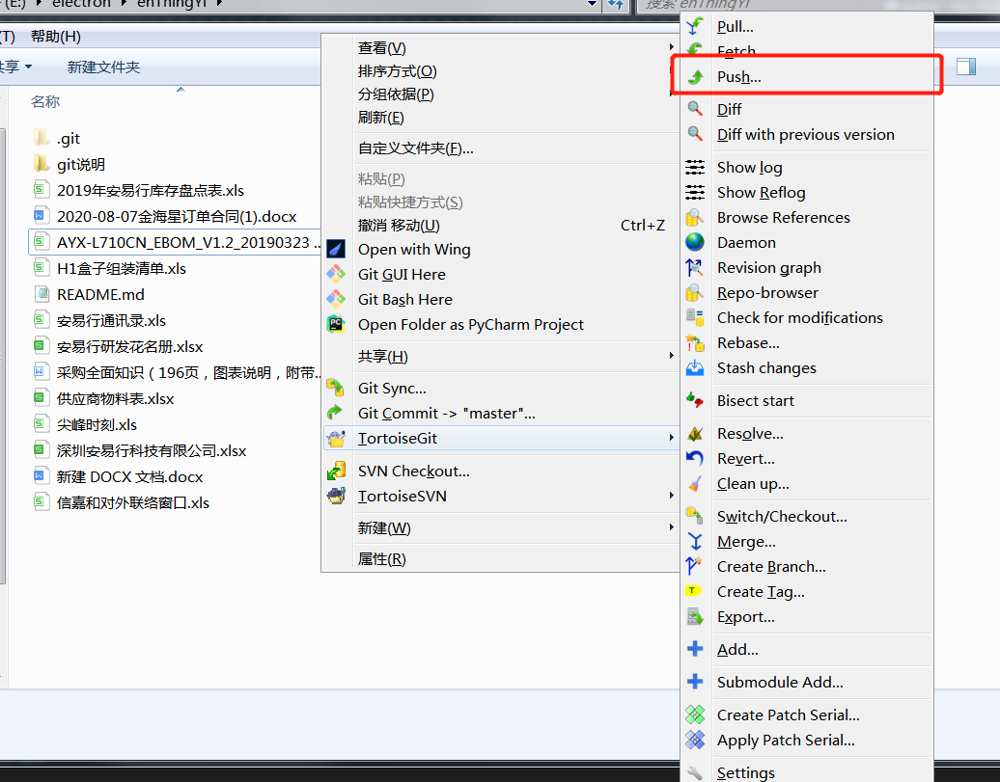 (E:) electron enThingYi
搜索 enThingYi
(T) 帮助(H)
共享 新建文件夹
名称
.git
git说明
2019年安易行库存盘点表.xls
2020-08-07金海星订单合同(1).docx
AYX-L710CN_EBOM_V1.2_20190323 ...
H1盒子组装清单.xls
README.md
安易行通讯录.xls
安易行研发花名册.xlsx
采购全面知识（196页，图表说明，附带...
供应商物料表.xlsx
尖峰时刻.xls
深圳安易行科技有限公司.xlsx
新建 DOCX 文档.docx
信嘉和对外联络窗口.xls
查看(V)
排序方式(O)
分组依据(P)
刷新(E)
自定义文件夹(F)...
粘贴(P)
粘贴快捷方式(S)
撤消 移动(U) Ctrl+Z
Open with Wing
Git GUI Here
Git Bash Here
Open Folder as PyCharm Project
共享(H)
Git Sync...
Git Commit -> "master"...
TortoiseGit
SVN Checkout...
TortoiseSVN
新建(W)
属性(R)
Pull...
Fetch
Push...
Diff
Diff with previous version
Show log
Show Reflog
Browse References
Daemon
Revision graph
Repo-browser
Check for modifications
Rebase...
Stash changes
Bisect start
Resolve...
Revert...
Clean up...
Switch/Checkout...
Merge...
Create Branch...
Create Tag...
Export...
Add...
Submodule Add...
Create Patch Serial...
Apply Patch Serial...
Settings